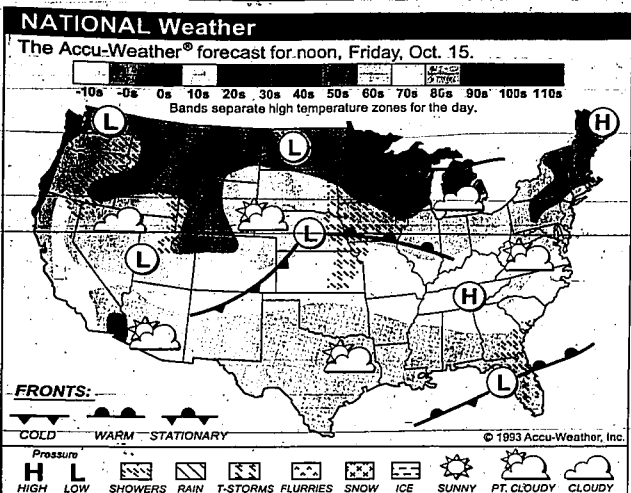 NATIONAL Weather
The Accu-Weather® forecast for noon, Friday, Oct. 15.
-10s -0s 0s 10s 20s 30s 40s 50s 60s 70s 80s 90s 100s 110s
Bands separate high temperature zones for the day.
L
H
L
L
L
H
L
FRONTS:
COLD WARM STATIONARY
© 1993 Accu-Weather, Inc.
Pressure
H L
HIGH LOW SHOWERS RAIN T-STORMS FLURRIES SNOW ICE SUNNY PT. CLOUDY CLOUDY